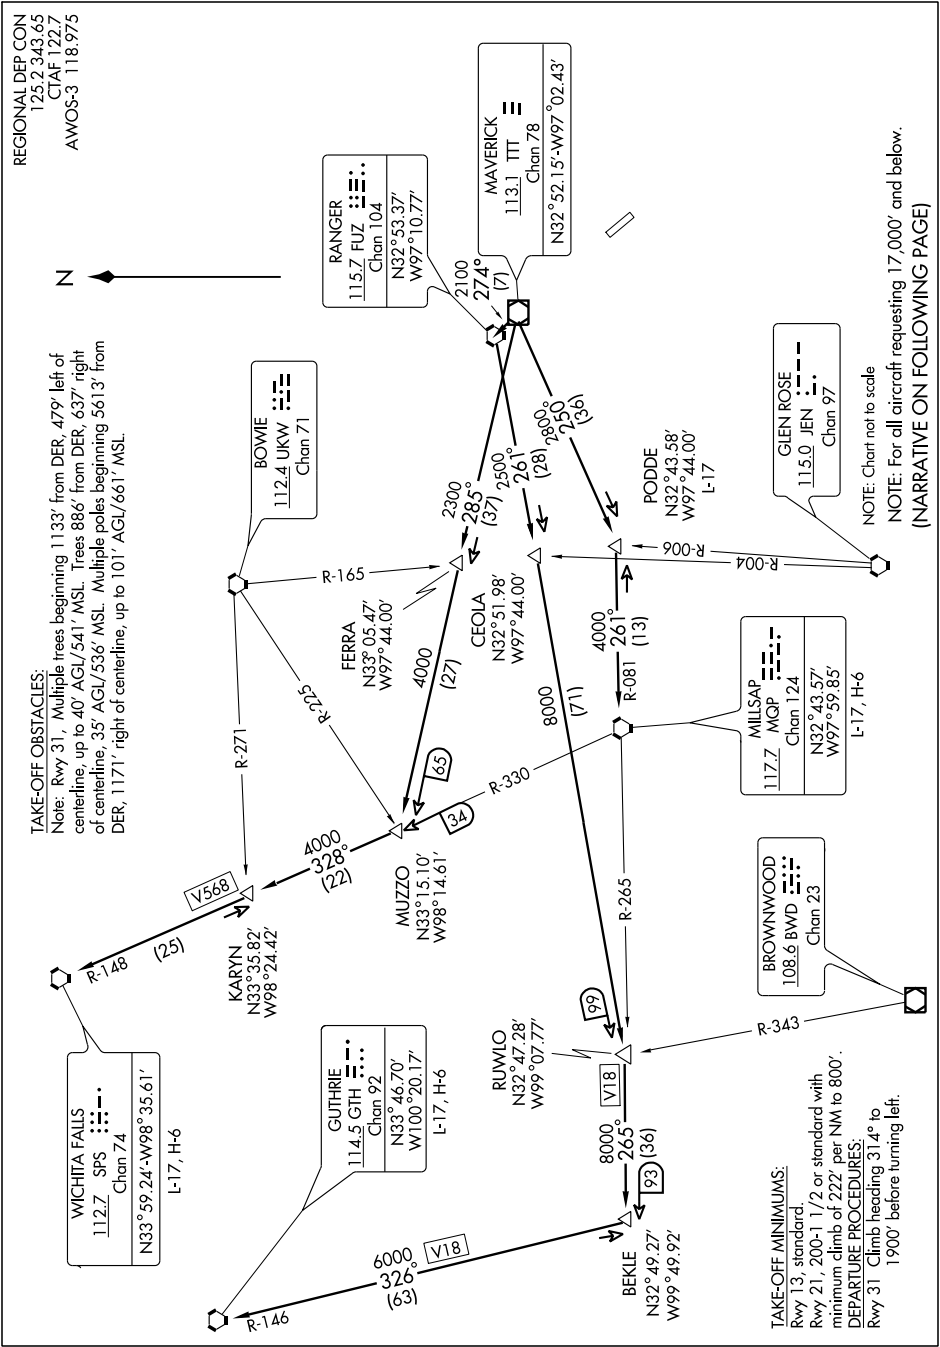 REGIONAL DEP CON
125.2 343.65
CTAF 122.7
AWOS-3 118.975
N
TAKE-OFF OBSTACLES:
Note: Rwy 31, Multiple trees beginning 1133' from DER, 479' left of
centerline, up to 40' AGL/541' MSL. Trees 886' from DER, 637' right
of centerline, 35' AGL/536' MSL. Multiple poles beginning 5613' from
DER, 1171' right of centerline, up to 101' AGL/661' MSL.
WICHITA FALLS
112.7 SPS
Chan 74
N33°59.24'-W98°35.61'
L-17, H-6
R-148
(25)
V568
KARYN
N33°35.82'
W98°24.42'
4000
328°
(22)
R-271
BOWIE
112.4 UKW
Chan 71
R-225
R-165
RANGER
115.7 FUZ
Chan 104
N32°53.37'
W97°10.77'
MAVERICK
113.1 TTT
Chan 78
N32°52.15'-W97°02.43'
2100
274°
(7)
GUTHRIE
114.5 GTH
Chan 92
N33°46.70'
W100°20.17'
L-17, H-6
R-146
6000
326°
(63)
V18
MUZZO
N33°15.10'
W98°14.61'
65
34
R-330
4000
(27)
FERRA
N33°05.47'
W97°44.00'
2300
285°
(37)
CEOLA
N32°51.98'
W97°44.00'
2500
261°
(28)
2800
250°
(36)
PODDE
N32°43.58'
W97°44.00'
L-17
8000
(71)
99
4000
261°
(13)
R-081
RUWLO
N32°47.28'
W99°07.77'
V18
8000
265°
(36)
93
BEKLE
N32°49.27'
W99°49.92'
R-265
R-343
R-006
R-004
MILLSAP
117.7 MQP
Chan 124
N32°43.57'
W97°59.85'
L-17, H-6
GLEN ROSE
115.0 JEN
Chan 97
BROWNWOOD
108.6 BWD
Chan 23
TAKE-OFF MINIMUMS:
Rwy 13, standard.
Rwy 21, 200-1 1/2 or standard with
minimum climb of 222' per NM to 800'.
DEPARTURE PROCEDURES:
Rwy 31 Climb heading 314° to
1900' before turning left.
NOTE: Chart not to scale
NOTE: For all aircraft requesting 17,000' and below.
(NARRATIVE ON FOLLOWING PAGE)